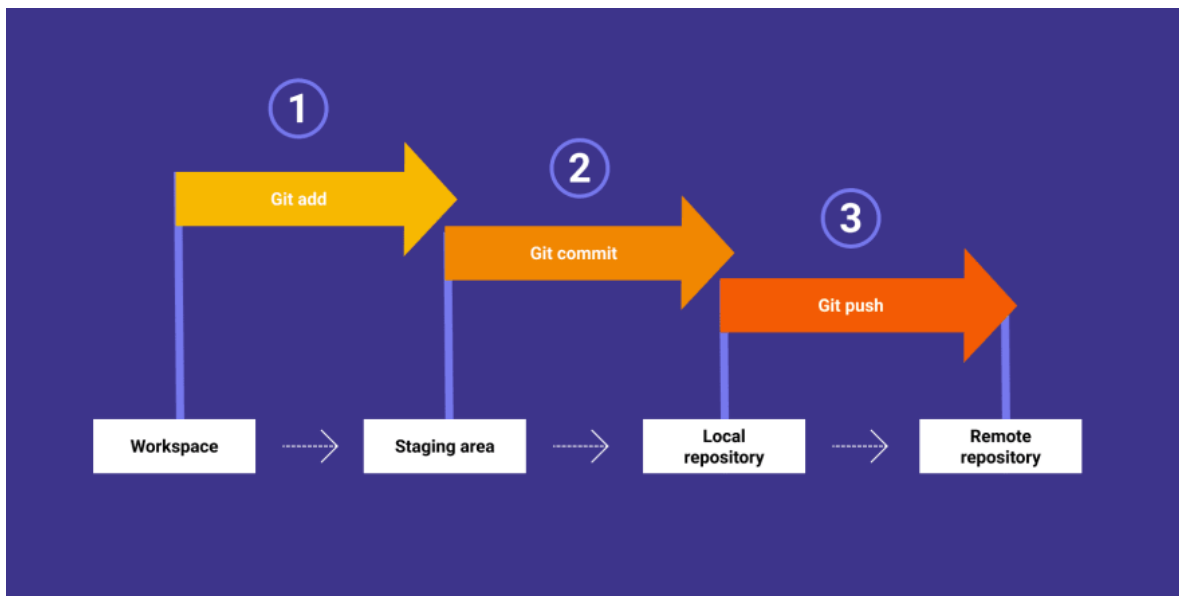 1
2
3
Git add
Git commit
Git push
Workspace
Staging area
Local
repository
Remote
repository